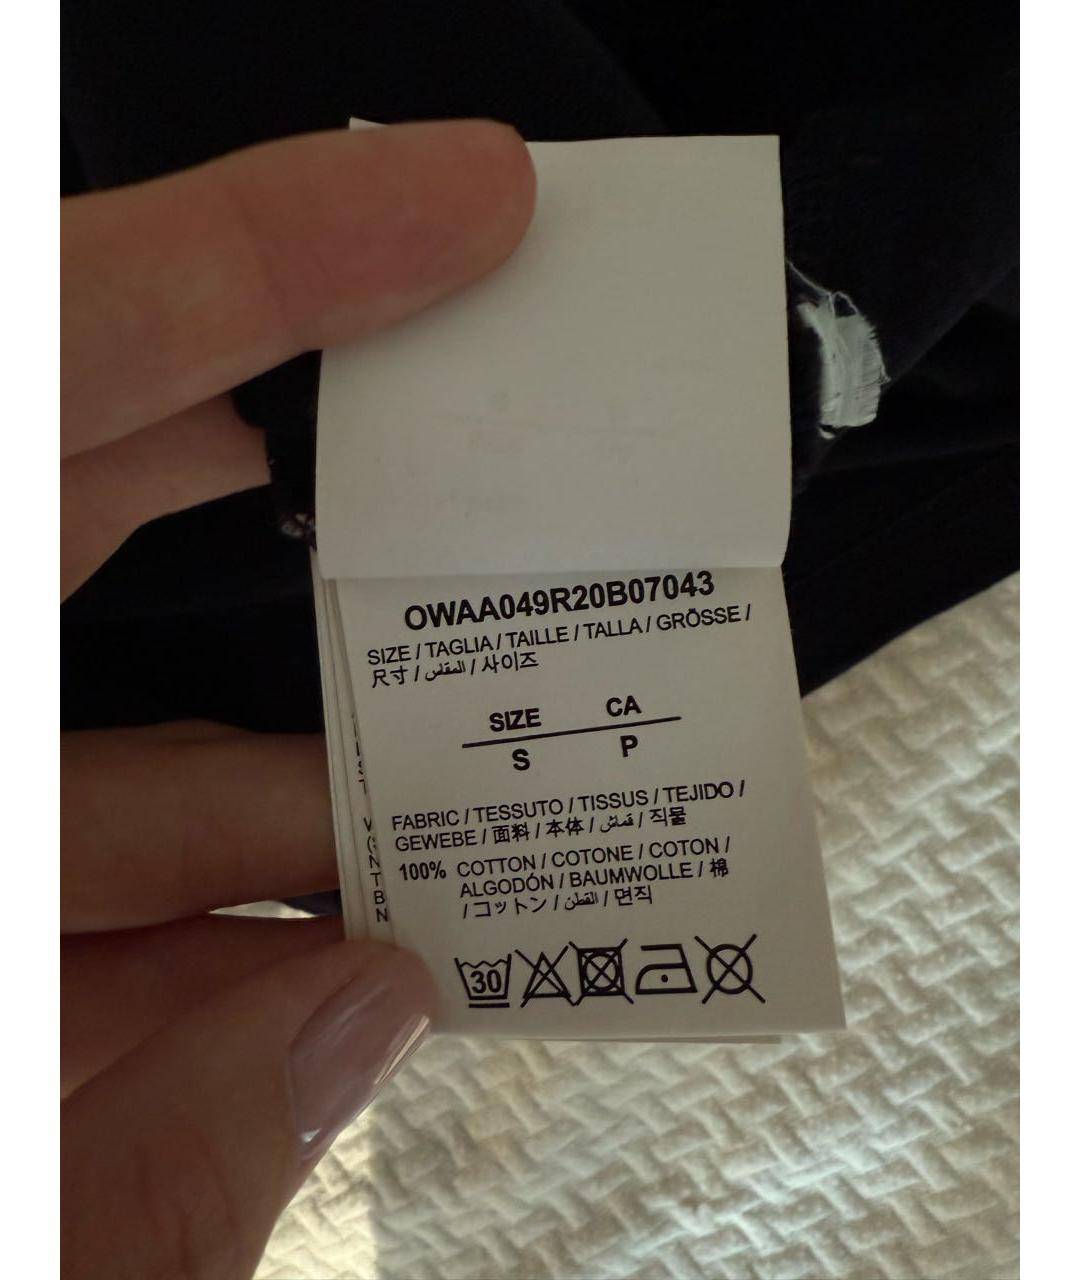 OWAA049R20B07043
SIZE / TAGLIA / TAILLE / TALLA / GRÖSSE /
尺寸 / المقاس / 사이즈
SIZE CA
S P
FABRIC / TESSUTO / TISSUS / TEJIDO /
GEWEBE / 面料 / 本体 / قماش / 직물
100% COTTON / COTONE / COTON /
ALGODÓN / BAUMWOLLE / 棉
/ コットン / القطن / 면직
30